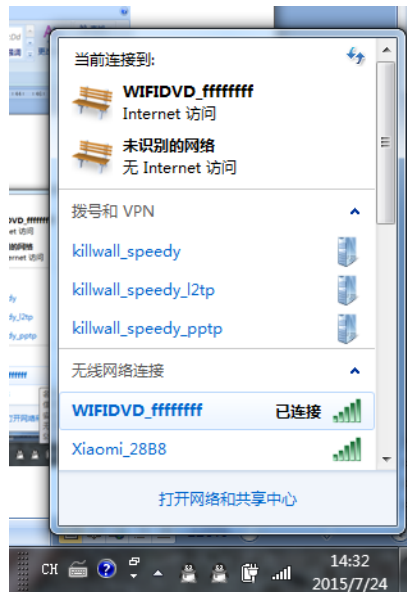 当前连接到:
WIFIDVD_ffffffff
Internet 访问
未识别的网络
无 Internet 访问
拨号和 VPN
killwall_speedy
killwall_speedy_l2tp
killwall_speedy_pptp
无线网络连接
WIFIDVD_ffffffff 已连接
Xiaomi_28B8
打开网络和共享中心
CH
14:32
2015/7/24